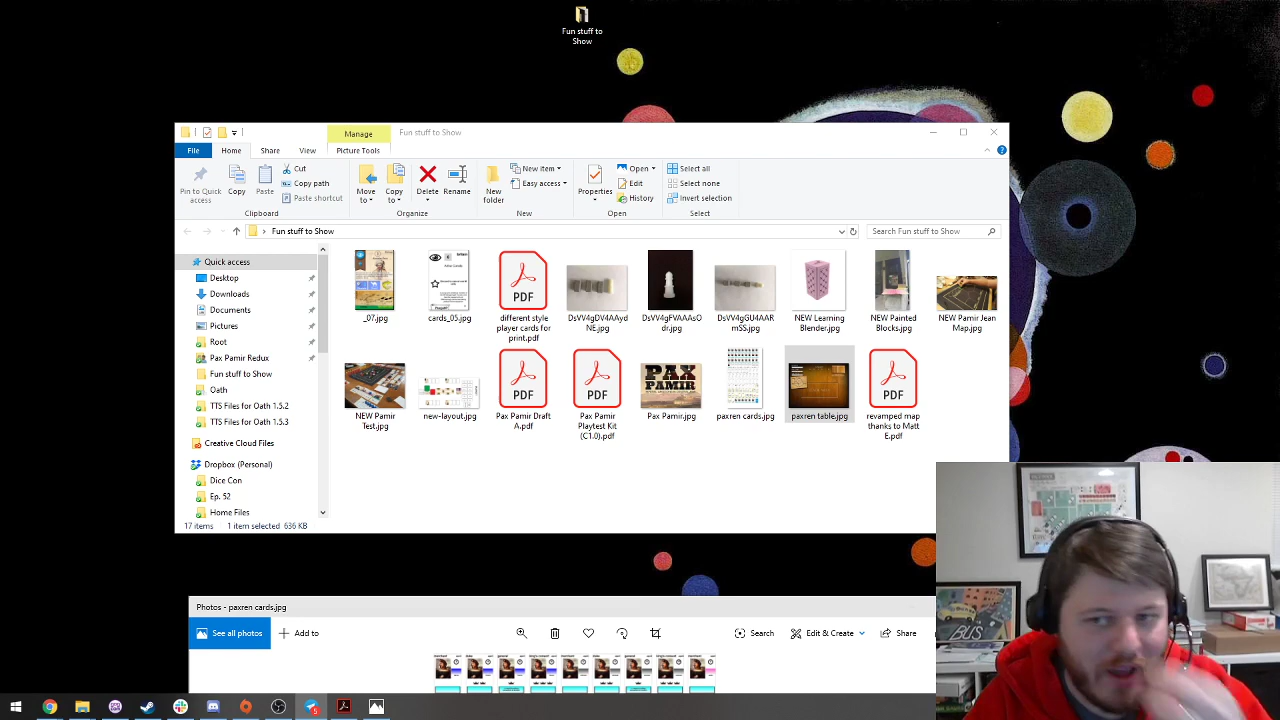 Fun stuff to
Show
Manage
Fun stuff to Show
File
Home
Share
View
Picture Tools
Pin to Quick
access
Copy
Paste
Cut
Copy path
Paste shortcut
Clipboard
Move
to
Copy
to
Delete
Rename
Organize
New
folder
New item
Easy access
New
Properties
Open
Edit
History
Open
Select all
Select none
Invert selection
Select
Fun stuff to Show
Search Fun stuff to Show
Quick access
Desktop
Downloads
Documents
Pictures
Root
Pax Pamir Redux
Fun stuff to Show
Oath
TTS Files for Oath 1.5.2
TTS Files for Oath 1.5.3
Creative Cloud Files
Dropbox (Personal)
Dice Con
Ep. 52
Home Files
_07.jpg
cards_05.jpg
PDF
different style
player cards for
print.pdf
DsVV4gDV4AAyd
NE.jpg
DsVV4gFVAAAsO
dr.jpg
DsVV4gGU4AAR
mSS.jpg
NEW Learning
Blender.jpg
NEW Painted
Blocks.jpg
NEW Pamir Jean
Map.jpg
NEW Pamir
Test.jpg
new-layout.jpg
PDF
Pax Pamir Draft
A.pdf
PDF
Pax Pamir
Playtest Kit
(C1.0).pdf
PAX
PAMIR
Pax Pamir.jpg
paxren cards.jpg
paxren table.jpg
PDF
revamped map
thanks to Matt
E.pdf
17 items
1 item selected 636 KB
Photos - paxren cards.jpg
See all photos
Add to
Search
Edit & Create
Share
BUS
5